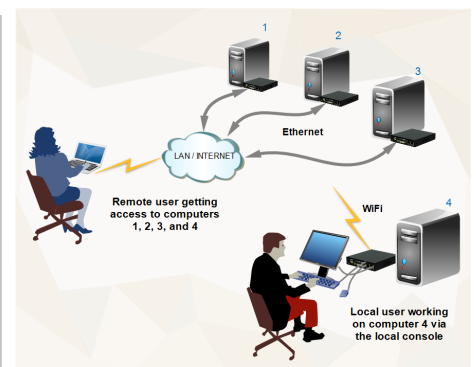 1
2
3
Ethernet
LAN / INTERNET
Remote user getting
access to computers
1, 2, 3, and 4
WiFi
4
Local user working
on computer 4 via
the local console